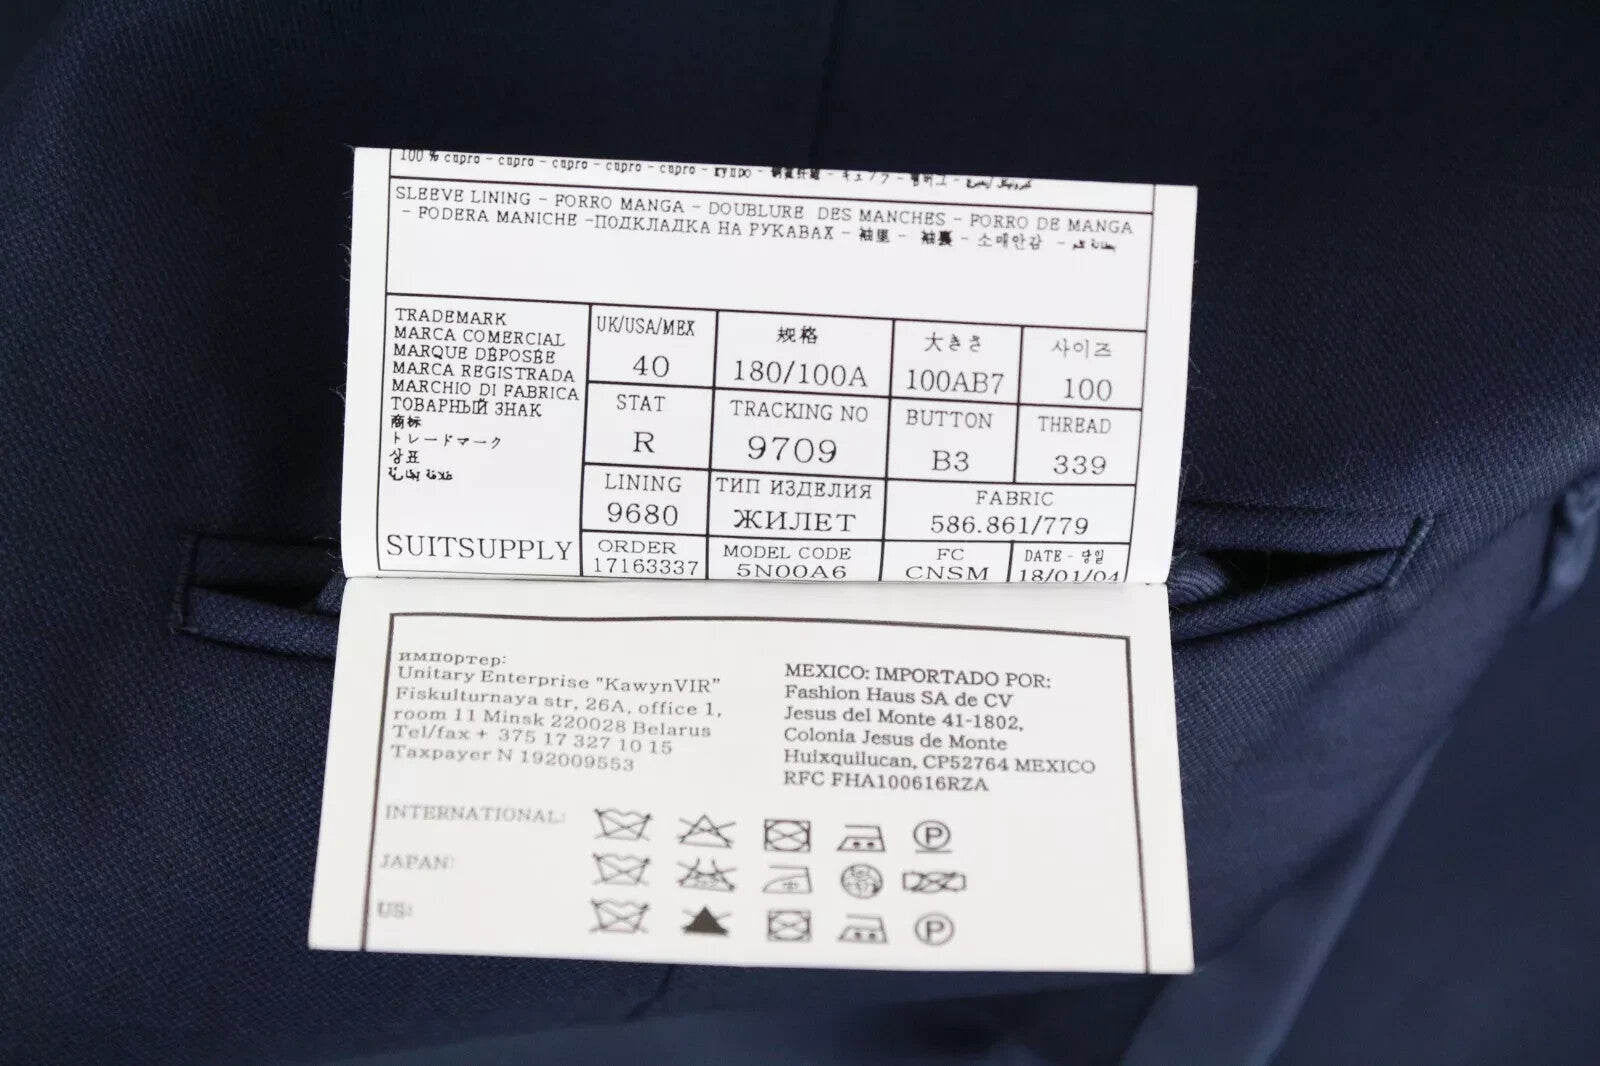 100 % cupro - cupro - cupro - cupro - cupro - купро -
SLEEVE LINING - FORRO MANGA - DOUBLURE DES MANCHES - FORRO DE MANGA
- FODERA MANICHE -ПОДКЛАДКА НА РУКАВАХ - 袖里 - 袖裏 - 소매안감 -
TRADEMARK
MARCA COMERCIAL
MARQUE DÉPOSÉE
MARCA REGISTRADA
MARCHIO DI FABRICA
ТОВАРНЫЙ ЗНАК
商标
トレードマーク
상표
SUITSUPPLY
UK/USA/MEX
40
规格
180/100A
大きさ
100AB7
사이즈
100
STAT
R
TRACKING NO
9709
BUTTON
B3
THREAD
339
LINING
9680
ТИП ИЗДЕЛИЯ
ЖИЛЕТ
FABRIC
586.861/779
ORDER
17163337
MODEL CODE
5N00A6
FC
CNSM
DATE -
18/01/04
импортер:
Unitary Enterprise "KawynVIR"
Fiskulturnaya str, 26A, office 1,
room 11 Minsk 220028 Belarus
Tel/fax + 375 17 327 10 15
Taxpayer N 192009553
MEXICO: IMPORTADO POR:
Fashion Haus SA de CV
Jesus del Monte 41-1802,
Colonia Jesus de Monte
Huixquilucan, CP52764 MEXICO
RFC FHA100616RZA
INTERNATIONAL:
P
JAPAN:
US:
P